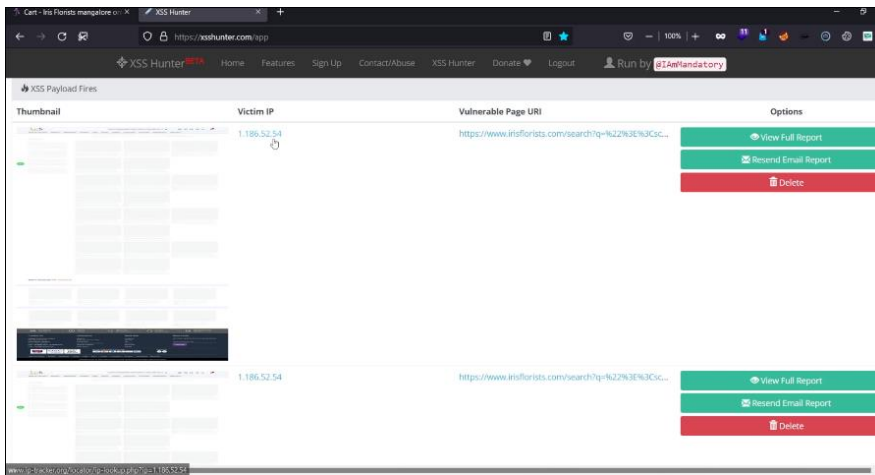 Cart - Iris Florists mangalore or
XSS Hunter
https://xsshunter.com/app
100%
XSS Hunter BETA
Home
Features
Sign Up
Contact/Abuse
XSS Hunter
Donate
Logout
Run by @IAmMandatory
XSS Payload Fires
Thumbnail
Victim IP
Vulnerable Page URI
Options
1.186.52.54
https://www.irisflorists.com/search?q=%22%3E%3Csc...
View Full Report
Resend Email Report
Delete
1.186.52.54
https://www.irisflorists.com/search?q=%22%3E%3Csc...
View Full Report
Resend Email Report
Delete
www.ip-tracker.org/locator/ip-lookup.php?ip=1.186.52.54